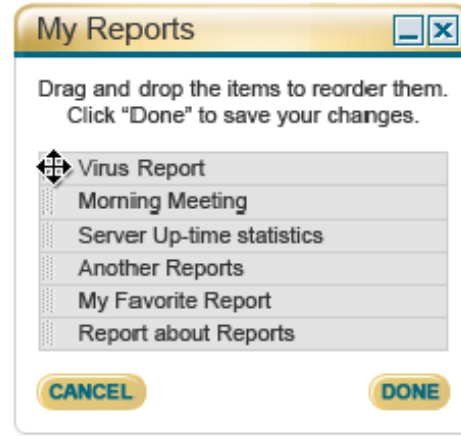 My Reports
Drag and drop the items to reorder them.
Click “Done” to save your changes.
Virus Report
Morning Meeting
Server Up-time statistics
Another Reports
My Favorite Report
Report about Reports
CANCEL DONE